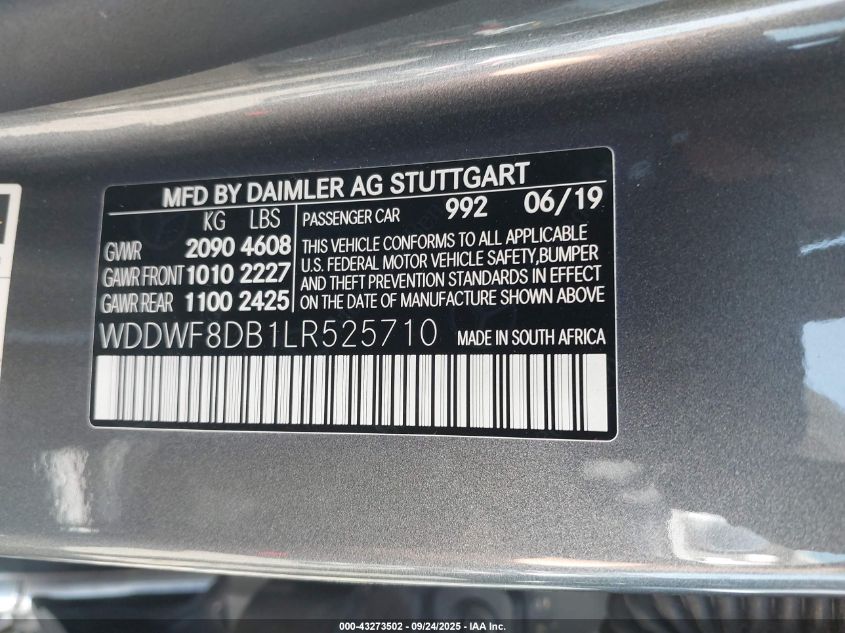 MFD BY DAIMLER AG STUTTGART
KG LBS
GVWR 2090 4608
GAWR FRONT 1010 2227
GAWR REAR 1100 2425
PASSENGER CAR 992 06/19
THIS VEHICLE CONFORMS TO ALL APPLICABLE
U.S. FEDERAL MOTOR VEHICLE SAFETY,BUMPER
AND THEFT PREVENTION STANDARDS IN EFFECT
ON THE DATE OF MANUFACTURE SHOWN ABOVE
WDDWF8DB1LR525710 MADE IN SOUTH AFRICA
000-43273502 - 09/24/2025 - IAA Inc.